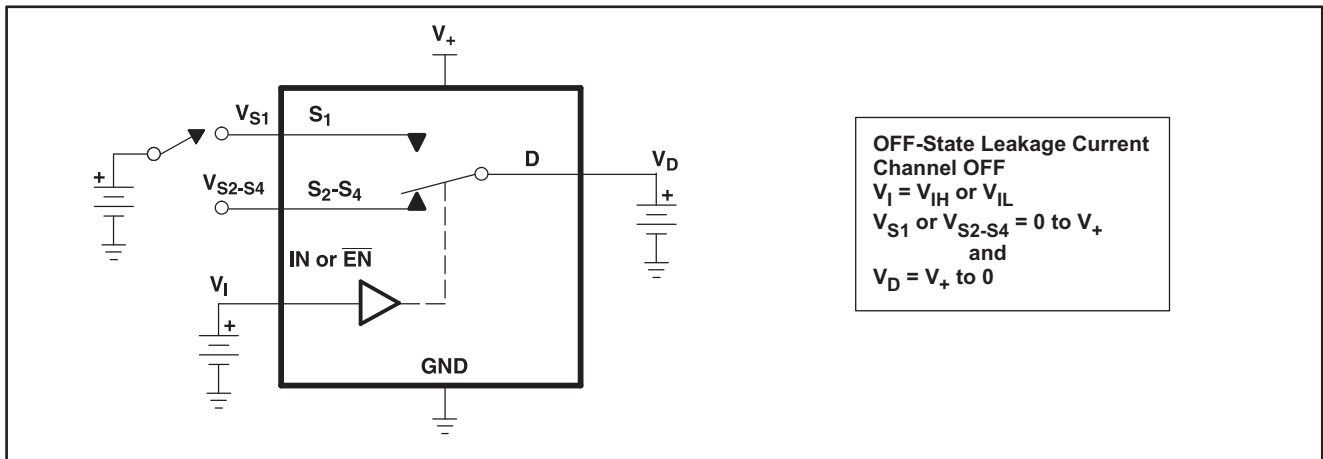 V+
VS1
S1
+
VS2-S4
S2-S4
D
VD
+
IN or E̅N̅
VI
+
GND
OFF-State Leakage Current
Channel OFF
VI = VIH or VIL
VS1 or VS2-S4 = 0 to V+
and
VD = V+ to 0